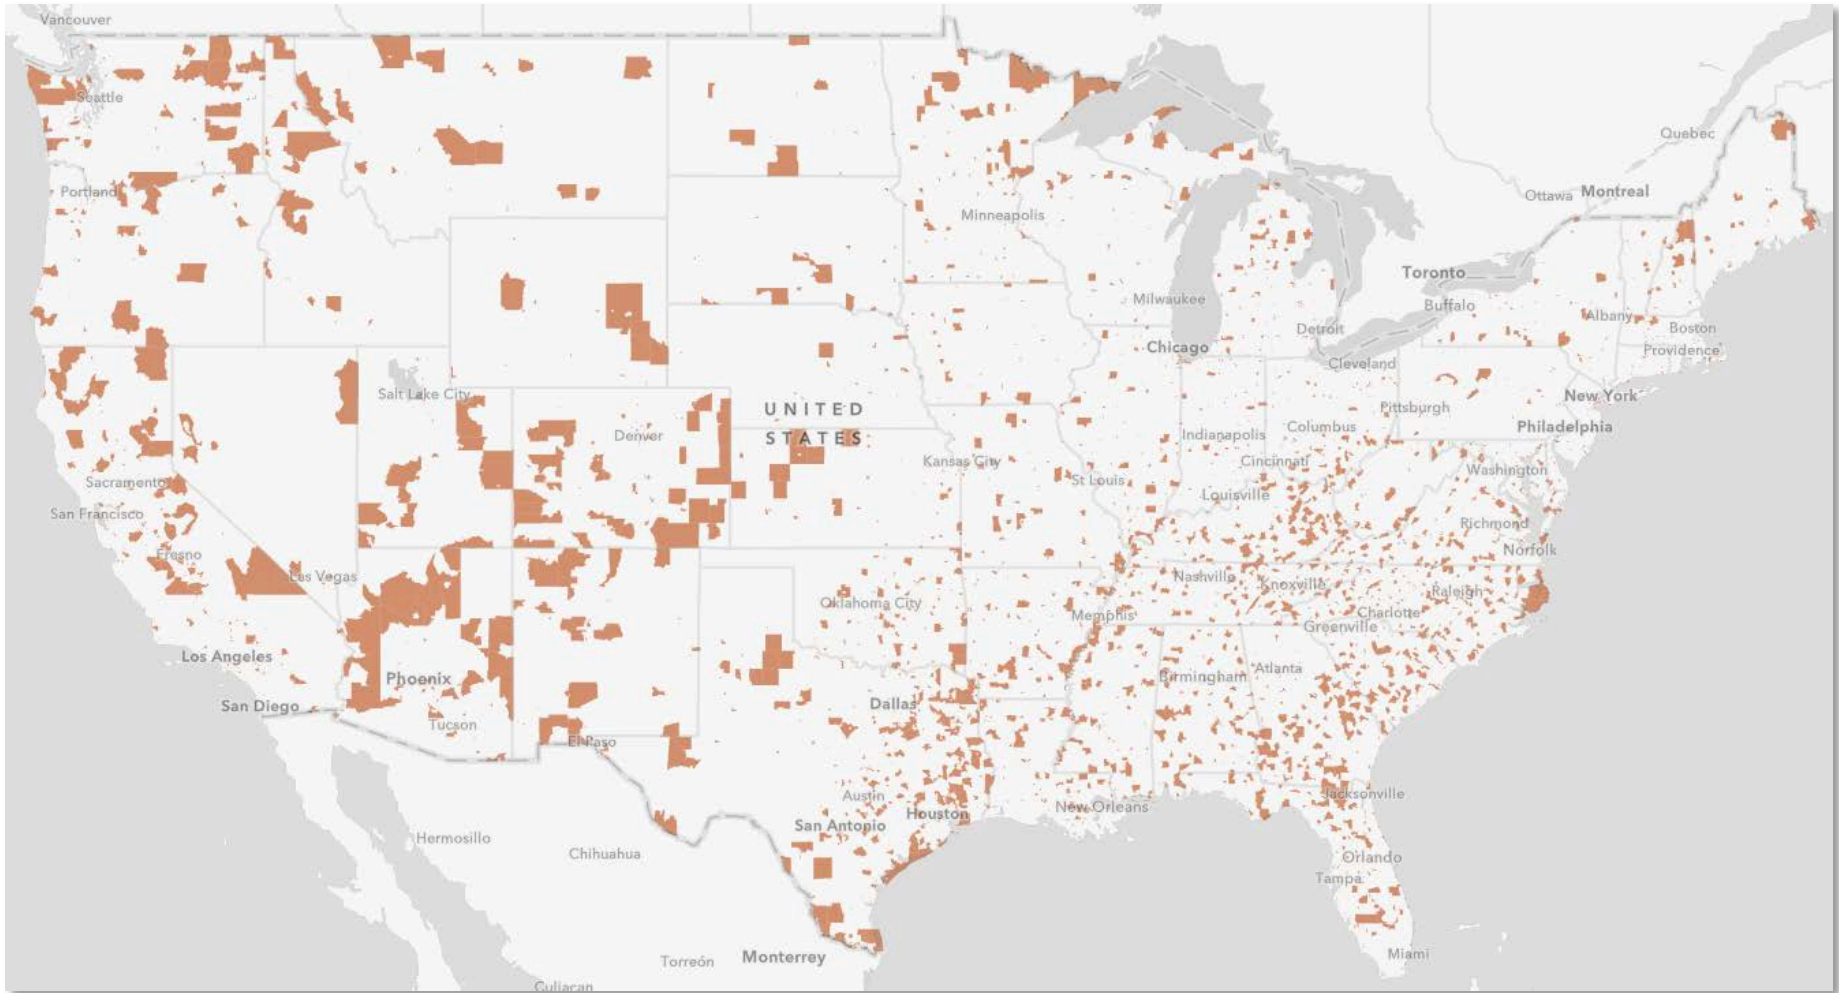 Vancouver
Seattle
Quebec
Portland
Ottawa
Montreal
Minneapolis
Toronto
Milwaukee
Buffalo
Albany
Detroit
Boston
Chicago
Providence
Cleveland
Salt Lake City
New York
UNITED
STATES
Denver
Pittsburgh
Indianapolis
Columbus
Philadelphia
Kansas City
Cincinnati
Washington
Sacramento
St Louis
Louisville
San Francisco
Richmond
Fresno
Norfolk
Las Vegas
Nashville
Knoxville
Oklahoma City
Raleigh
Memphis
Charlotte
Greenville
Los Angeles
Phoenix
Birmingham
Atlanta
San Diego
Dallas
Tucson
El Paso
Austin
Jacksonville
New Orleans
Houston
San Antonio
Hermosillo
Chihuahua
Orlando
Tampa
Miami
Torreón
Monterrey
Culiacan